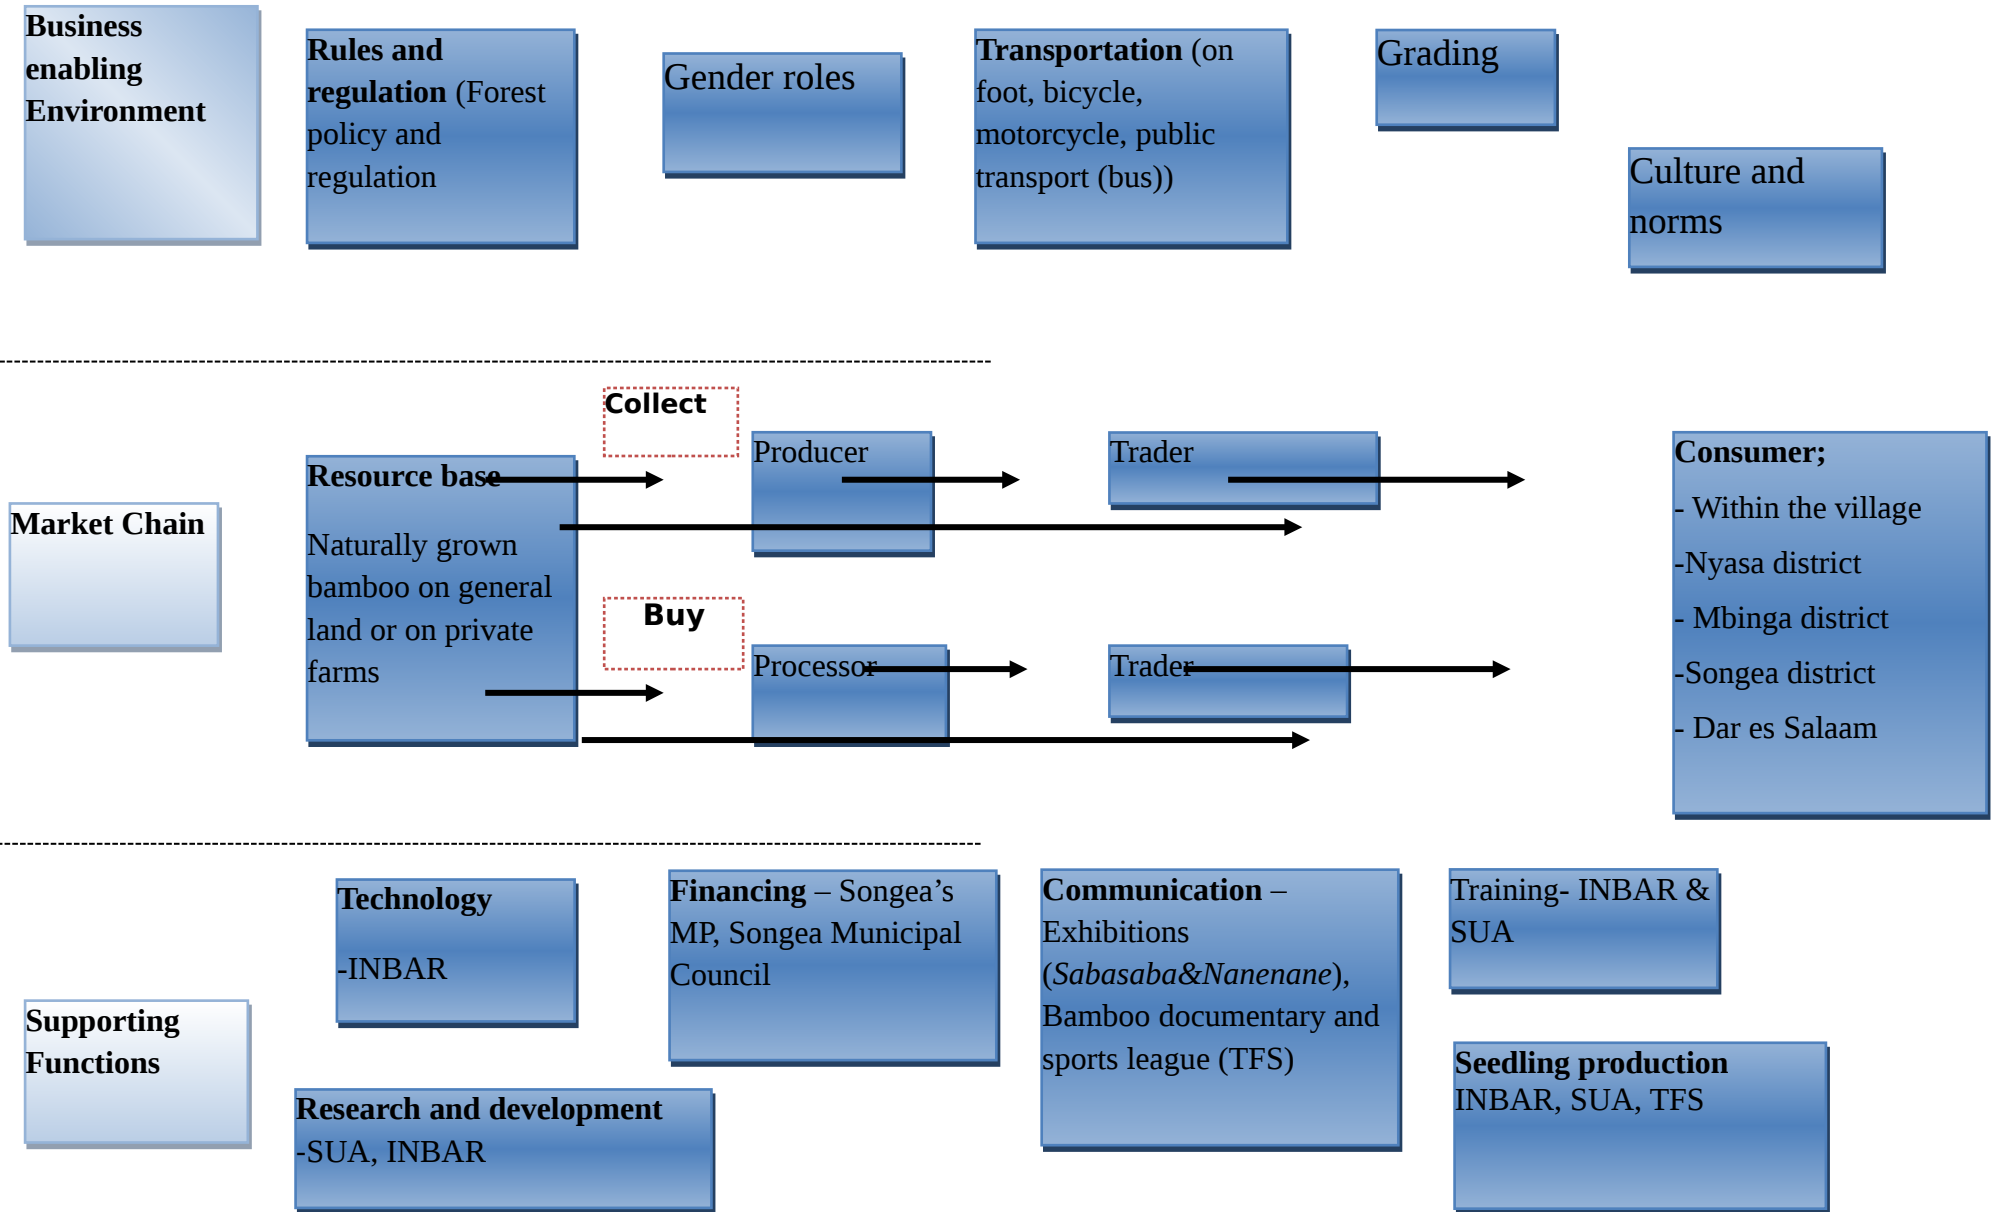 Business
enabling
Environment
Rules and
regulation (Forest
policy and
regulation
Gender roles
Transportation (on
foot, bicycle,
motorcycle, public
transport (bus))
Grading
Culture and
norms
Collect
Producer
Trader
Consumer;
- Within the village
-Nyasa district
- Mbinga district
-Songea district
- Dar es Salaam
Resource base
Naturally grown
bamboo on general
land or on private
farms
Market Chain
Buy
Processor
Trader
Technology
-INBAR
Financing – Songea’s
MP, Songea Municipal
Council
Communication –
Exhibitions
(Sabasaba&Nanenane),
Bamboo documentary and
sports league (TFS)
Training- INBAR &
SUA
Supporting
Functions
Seedling production
INBAR, SUA, TFS
Research and development
-SUA, INBAR